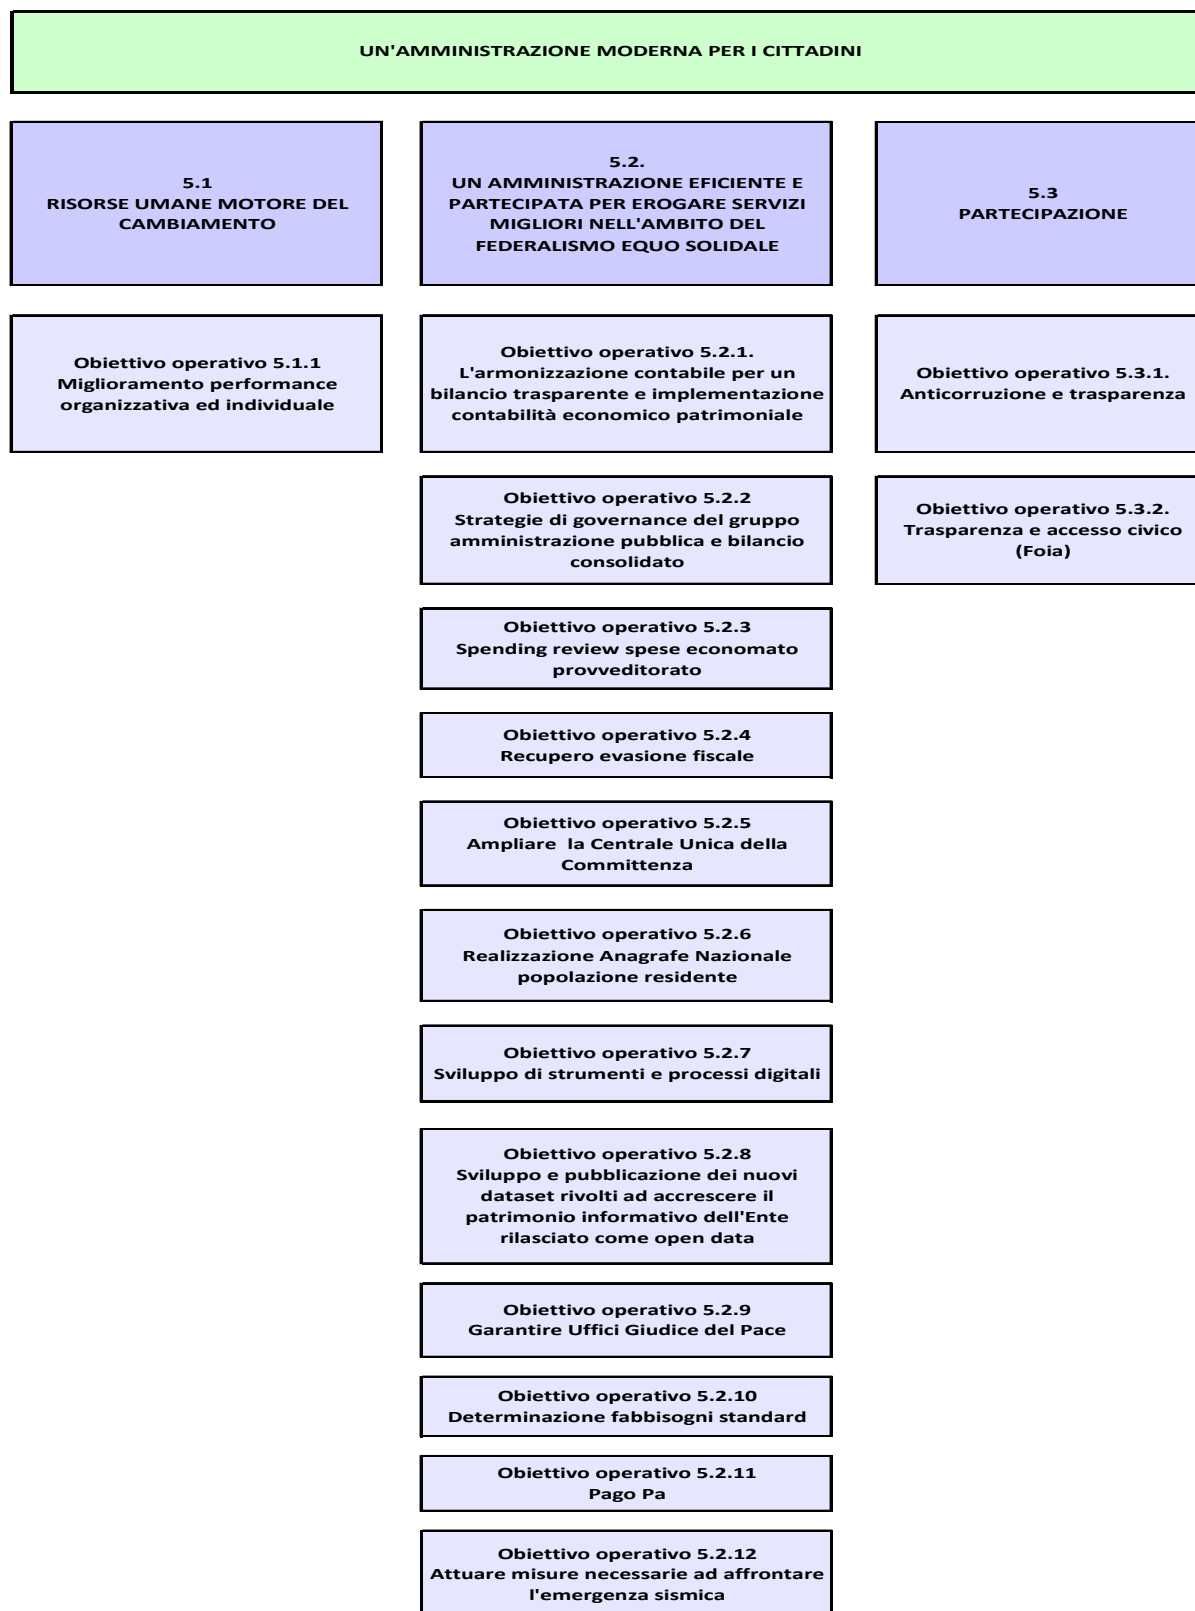 UN'AMMINISTRAZIONE MODERNA PER I CITTADINI
5.1
RISORSE UMANE MOTORE DEL
CAMBIAMENTO
5.2.
UN AMMINISTRAZIONE EFICIENTE E
PARTECIPATA PER EROGARE SERVIZI
MIGLIORI NELL'AMBITO DEL
FEDERALISMO EQUO SOLIDALE
5.3
PARTECIPAZIONE
Obiettivo operativo 5.1.1
Miglioramento performance
organizzativa ed individuale
Obiettivo operativo 5.2.1.
L'armonizzazione contabile per un
bilancio trasparente e implementazione
contabilità economico patrimoniale
Obiettivo operativo 5.3.1.
Anticorruzione e trasparenza
Obiettivo operativo 5.2.2
Strategie di governance del gruppo
amministrazione pubblica e bilancio
consolidato
Obiettivo operativo 5.3.2.
Trasparenza e accesso civico
(Foia)
Obiettivo operativo 5.2.3
Spending review spese economato
provveditorato
Obiettivo operativo 5.2.4
Recupero evasione fiscale
Obiettivo operativo 5.2.5
Ampliare  la Centrale Unica della
Committenza
Obiettivo operativo 5.2.6
Realizzazione Anagrafe Nazionale
popolazione residente
Obiettivo operativo 5.2.7
Sviluppo di strumenti e processi digitali
Obiettivo operativo 5.2.8
Sviluppo e pubblicazione dei nuovi
dataset rivolti ad accrescere il
patrimonio informativo dell'Ente
rilasciato come open data
Obiettivo operativo 5.2.9
Garantire Uffici Giudice del Pace
Obiettivo operativo 5.2.10
Determinazione fabbisogni standard
Obiettivo operativo 5.2.11
Pago Pa
Obiettivo operativo 5.2.12
Attuare misure necessarie ad affrontare
l'emergenza sismica